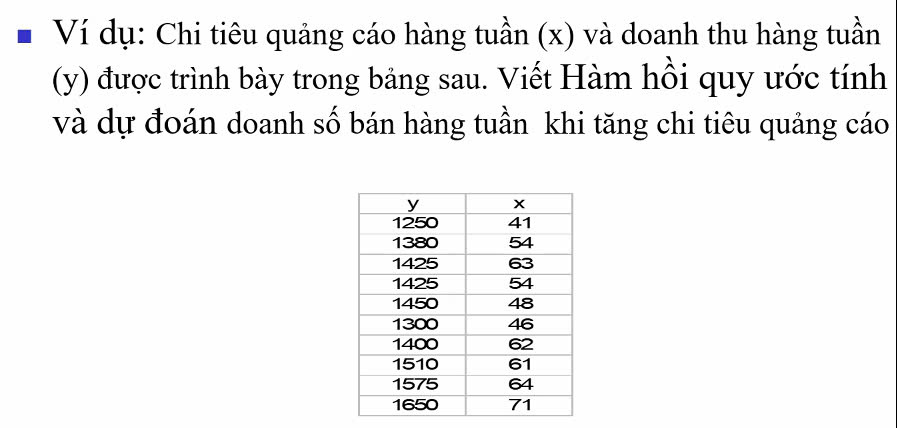 Ví dụ: Chi tiêu quảng cáo hàng tuần (x) và doanh thu hàng tuần
(y) được trình bày trong bảng sau. Viết Hàm hồi quy ước tính
và dự đoán doanh số bán hàng tuần khi tăng chi tiêu quảng cáo
y x
1250 41
1380 54
1425 63
1425 54
1450 48
1300 46
1400 62
1510 61
1575 64
1650 71